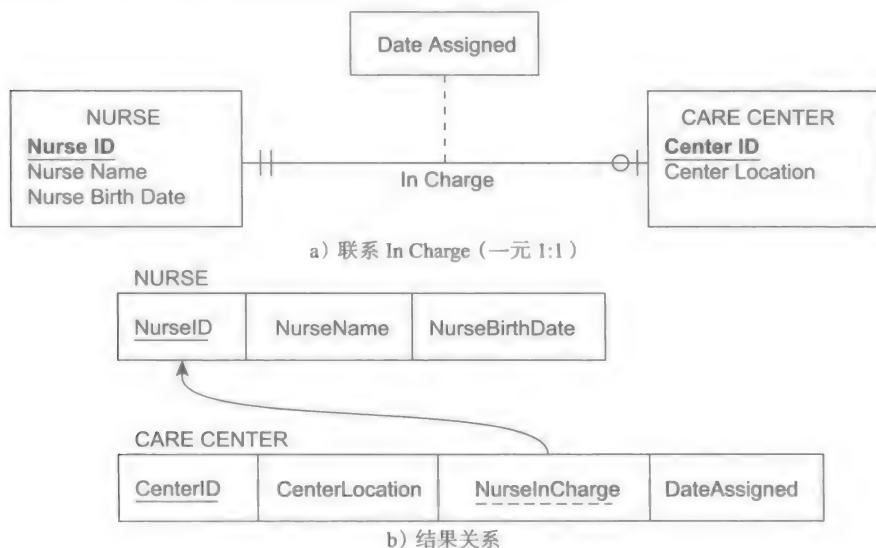 Date Assigned
NURSE
Nurse ID
Nurse Name
Nurse Birth Date
In Charge
CARE CENTER
Center ID
Center Location
a）联系 In Charge（一元 1:1）
NURSE
NurseID NurseName NurseBirthDate
CARE CENTER
CenterID CenterLocation NurseInCharge DateAssigned
b）结果关系